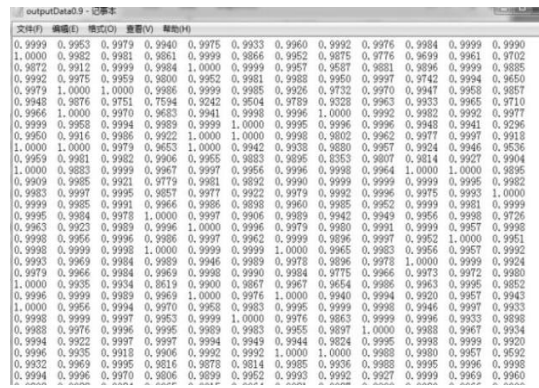 outputData0.9 - 记事本
文件(F) 编辑(E) 格式(O) 查看(V) 帮助(H)
0.9999 0.9953 0.9979 0.9940 0.9975 0.9933 0.9960 0.9992 0.9976 0.9984 0.9999 0.9990
1.0000 0.9982 0.9981 0.9861 0.9999 0.9866 0.9952 0.9875 0.9776 0.9699 0.9961 0.9702
0.9872 0.9912 0.9999 0.9984 1.0000 0.9999 0.9957 0.9587 0.9881 0.9896 0.9999 0.9885
0.9992 0.9975 0.9959 0.9800 0.9952 0.9981 0.9988 0.9950 0.9997 0.9742 0.9994 0.9650
0.9979 1.0000 1.0000 0.9986 0.9999 0.9985 0.9926 0.9732 0.9970 0.9947 0.9958 0.9857
0.9948 0.9876 0.9751 0.7594 0.9242 0.9504 0.9789 0.9328 0.9963 0.9933 0.9965 0.9710
0.9966 1.0000 0.9970 0.9683 0.9941 0.9998 0.9996 1.0000 0.9992 0.9982 0.9992 0.9977
0.9999 0.9958 0.9994 0.9989 0.9999 1.0000 0.9995 0.9996 0.9996 0.9948 0.9941 0.9296
0.9950 0.9916 0.9986 0.9922 1.0000 1.0000 0.9998 0.9802 0.9962 0.9977 0.9997 0.9918
1.0000 1.0000 0.9979 0.9653 1.0000 0.9942 0.9938 0.9880 0.9957 0.9924 0.9946 0.9536
0.9959 0.9981 0.9982 0.9906 0.9955 0.9883 0.9895 0.8353 0.9807 0.9814 0.9927 0.9904
1.0000 0.9883 0.9999 0.9967 0.9997 0.9956 0.9996 0.9998 0.9964 1.0000 1.0000 0.9895
0.9909 0.9985 0.9921 0.9779 0.9981 0.9892 0.9990 0.9999 0.9999 0.9999 0.9995 0.9982
0.9983 0.9997 0.9995 0.9857 0.9977 0.9922 0.9979 0.9992 0.9996 0.9975 0.9993 1.0000
0.9999 0.9985 0.9991 0.9966 0.9986 0.9898 0.9960 0.9985 0.9952 0.9999 0.9981 0.9999
0.9995 0.9984 0.9978 1.0000 0.9997 0.9906 0.9989 0.9942 0.9949 0.9956 0.9998 0.9726
0.9963 0.9923 0.9989 0.9996 1.0000 0.9996 0.9979 0.9980 0.9991 0.9999 0.9957 0.9998
0.9998 0.9956 0.9996 0.9986 0.9997 0.9962 0.9999 0.9896 0.9997 0.9952 1.0000 0.9951
0.9998 0.9999 0.9998 1.0000 0.9999 0.9999 1.0000 0.9965 0.9983 0.9956 0.9957 0.9992
0.9993 0.9969 0.9984 0.9989 0.9946 0.9989 0.9978 0.9896 0.9978 1.0000 0.9999 0.9924
0.9979 0.9966 0.9984 0.9969 0.9998 0.9990 0.9984 0.9775 0.9966 0.9973 0.9972 0.9980
1.0000 0.9935 0.9934 0.8619 0.9900 0.9867 0.9967 0.9654 0.9986 0.9963 0.9995 0.9852
0.9996 0.9999 0.9989 0.9969 1.0000 0.9976 1.0000 0.9940 0.9994 0.9920 0.9957 0.9943
1.0000 0.9956 0.9994 0.9970 0.9958 0.9983 0.9995 0.9999 0.9998 0.9946 0.9997 0.9933
0.9998 0.9999 0.9997 0.9953 0.9999 1.0000 0.9976 0.9863 0.9999 0.9996 0.9933 0.9898
0.9988 0.9976 0.9996 0.9995 0.9989 0.9983 0.9955 0.9897 1.0000 0.9988 0.9967 0.9934
0.9994 0.9922 0.9997 0.9997 0.9994 0.9949 0.9944 0.9824 0.9995 0.9998 0.9999 0.9920
0.9996 0.9935 0.9918 0.9906 0.9992 0.9992 1.0000 1.0000 0.9988 0.9980 0.9957 0.9592
0.9932 0.9969 0.9995 0.9816 0.9878 0.9814 0.9985 0.9936 0.9988 0.9995 0.9996 0.9998
0.9994 0.9996 0.9970 0.9806 0.9899 0.9952 0.9993 0.9992 0.9927 0.9999 0.9969 0.9960